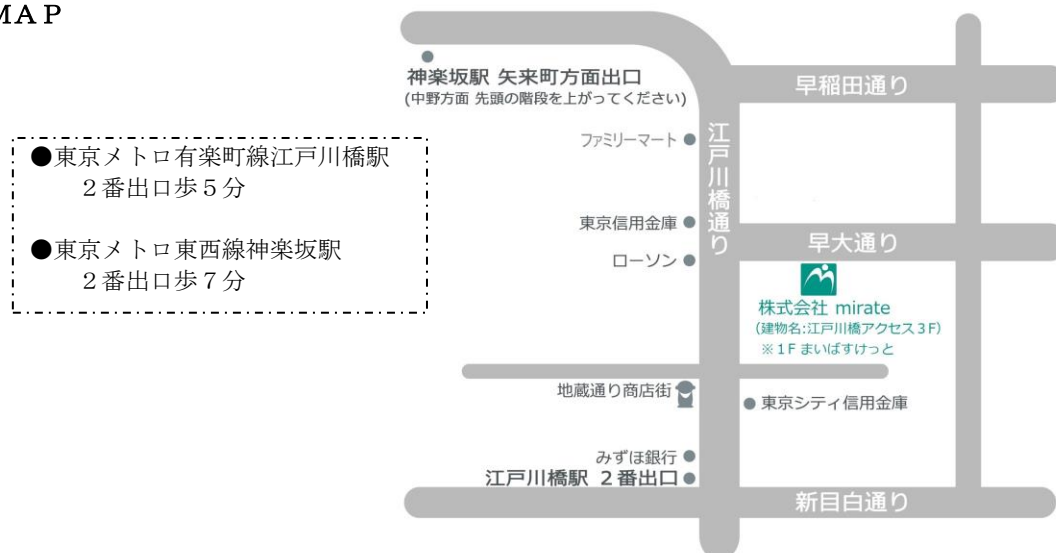 MAP
神楽坂駅 矢来町方面出口
(中野方面 先頭の階段を上がってください)
早稲田通り
●東京メトロ有楽町線江戸川橋駅
２番出口歩５分
●東京メトロ東西線神楽坂駅
２番出口歩７分
ファミリーマート
江戸川橋通り
東京信用金庫
早大通り
ローソン
株式会社 mirate
(建物名:江戸川橋アクセス３F)
※１F まいばすけっと
地蔵通り商店街
東京シティ信用金庫
みずほ銀行
江戸川橋駅 ２番出口
新目白通り